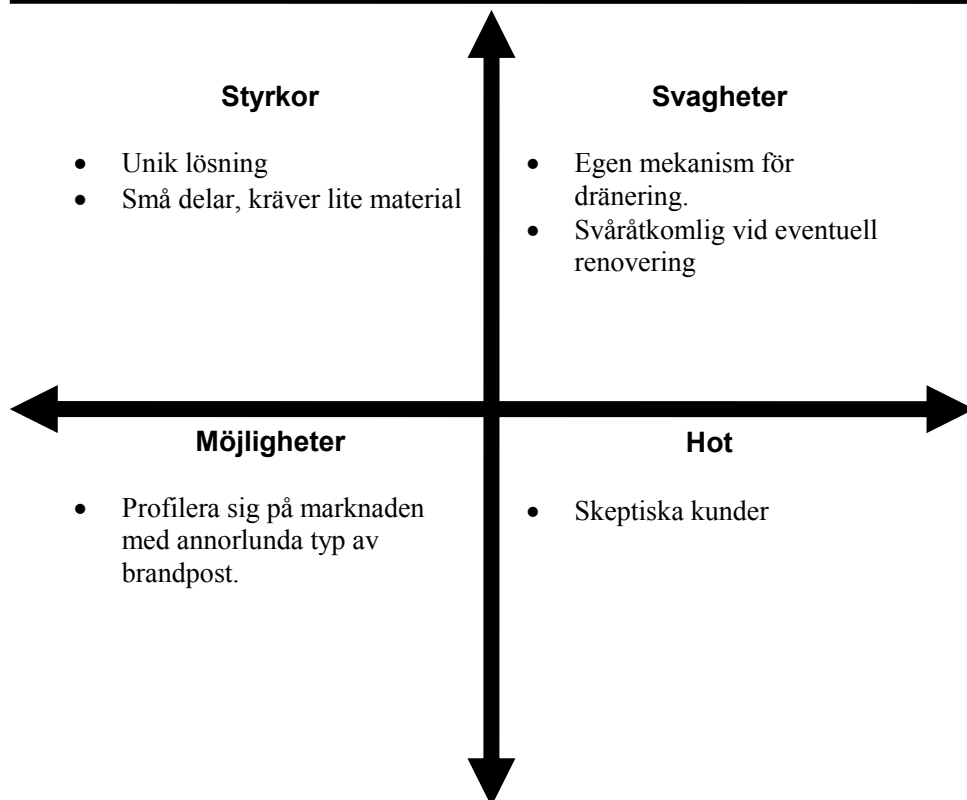 Styrkor
• Unik lösning
• Små delar, kräver lite material
Svagheter
• Egen mekanism för
dränering.
• Svåråtkomlig vid eventuell
renovering
Möjligheter
• Profilera sig på marknaden
med annorlunda typ av
brandpost.
Hot
• Skeptiska kunder